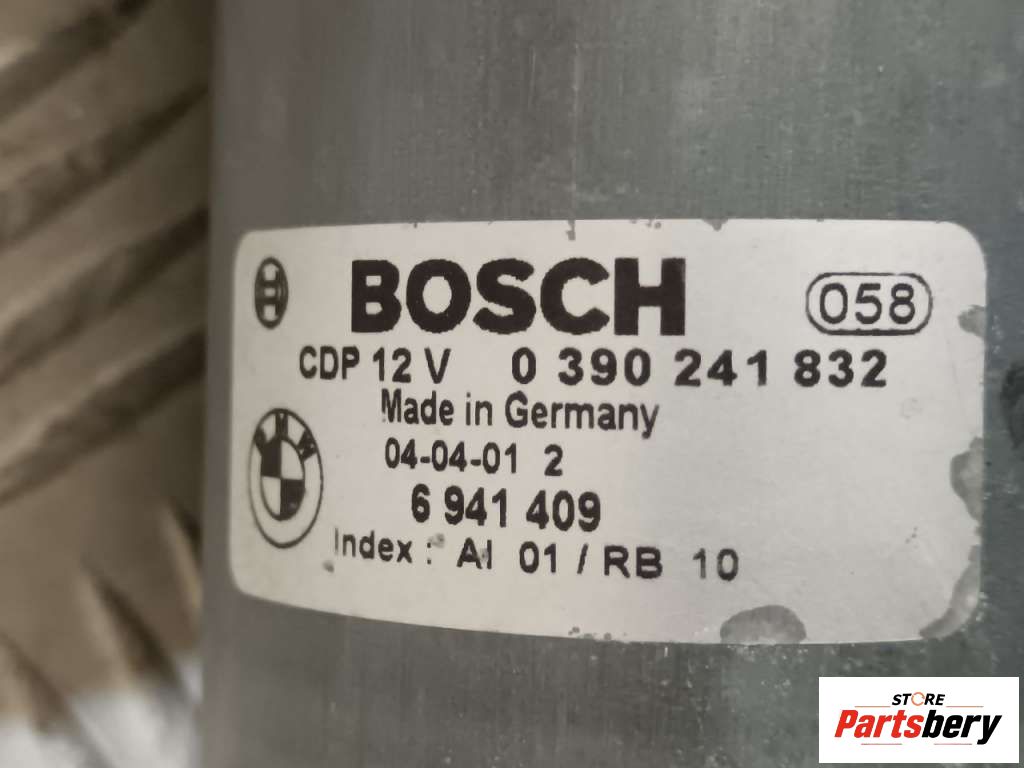 BOSCH
058
CDP 12 V 0 390 241 832
Made in Germany
04-04-01 2
BMW
6 941 409
Index : AI 01 / RB 10
STORE
Partsbery